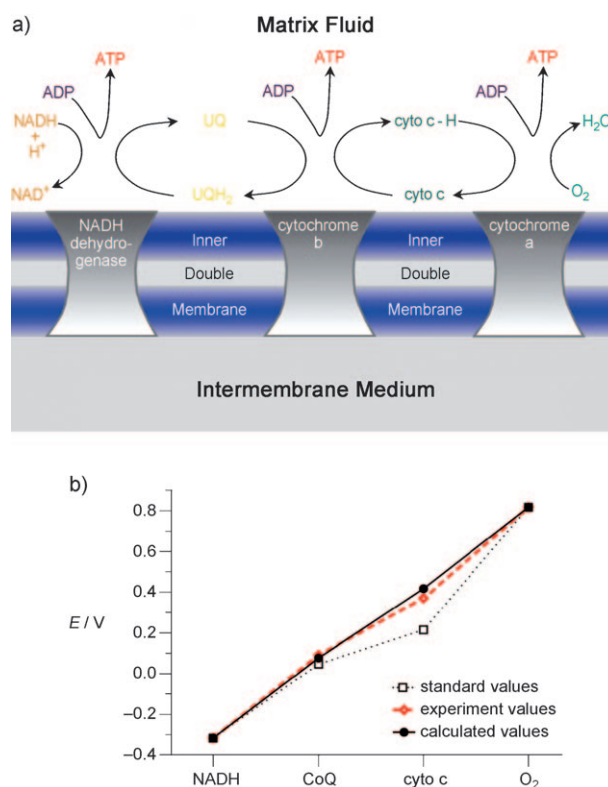 a)
Matrix Fluid
ATP ATP ATP
ADP ADP ADP
NADH UQ cyto c - H H₂O
+
H⁺
NAD⁺ UQH₂ cyto c O₂
NADH
dehydro-
genase
Inner
Double
Membrane
cytochrome
b
Inner
Double
Membrane
cytochrome
a
Intermembrane Medium
b)
E / V
0.8
0.6
0.4
0.2
0.0
–0.2
–0.4
standard values
experiment values
calculated values
NADH CoQ cyto c O₂